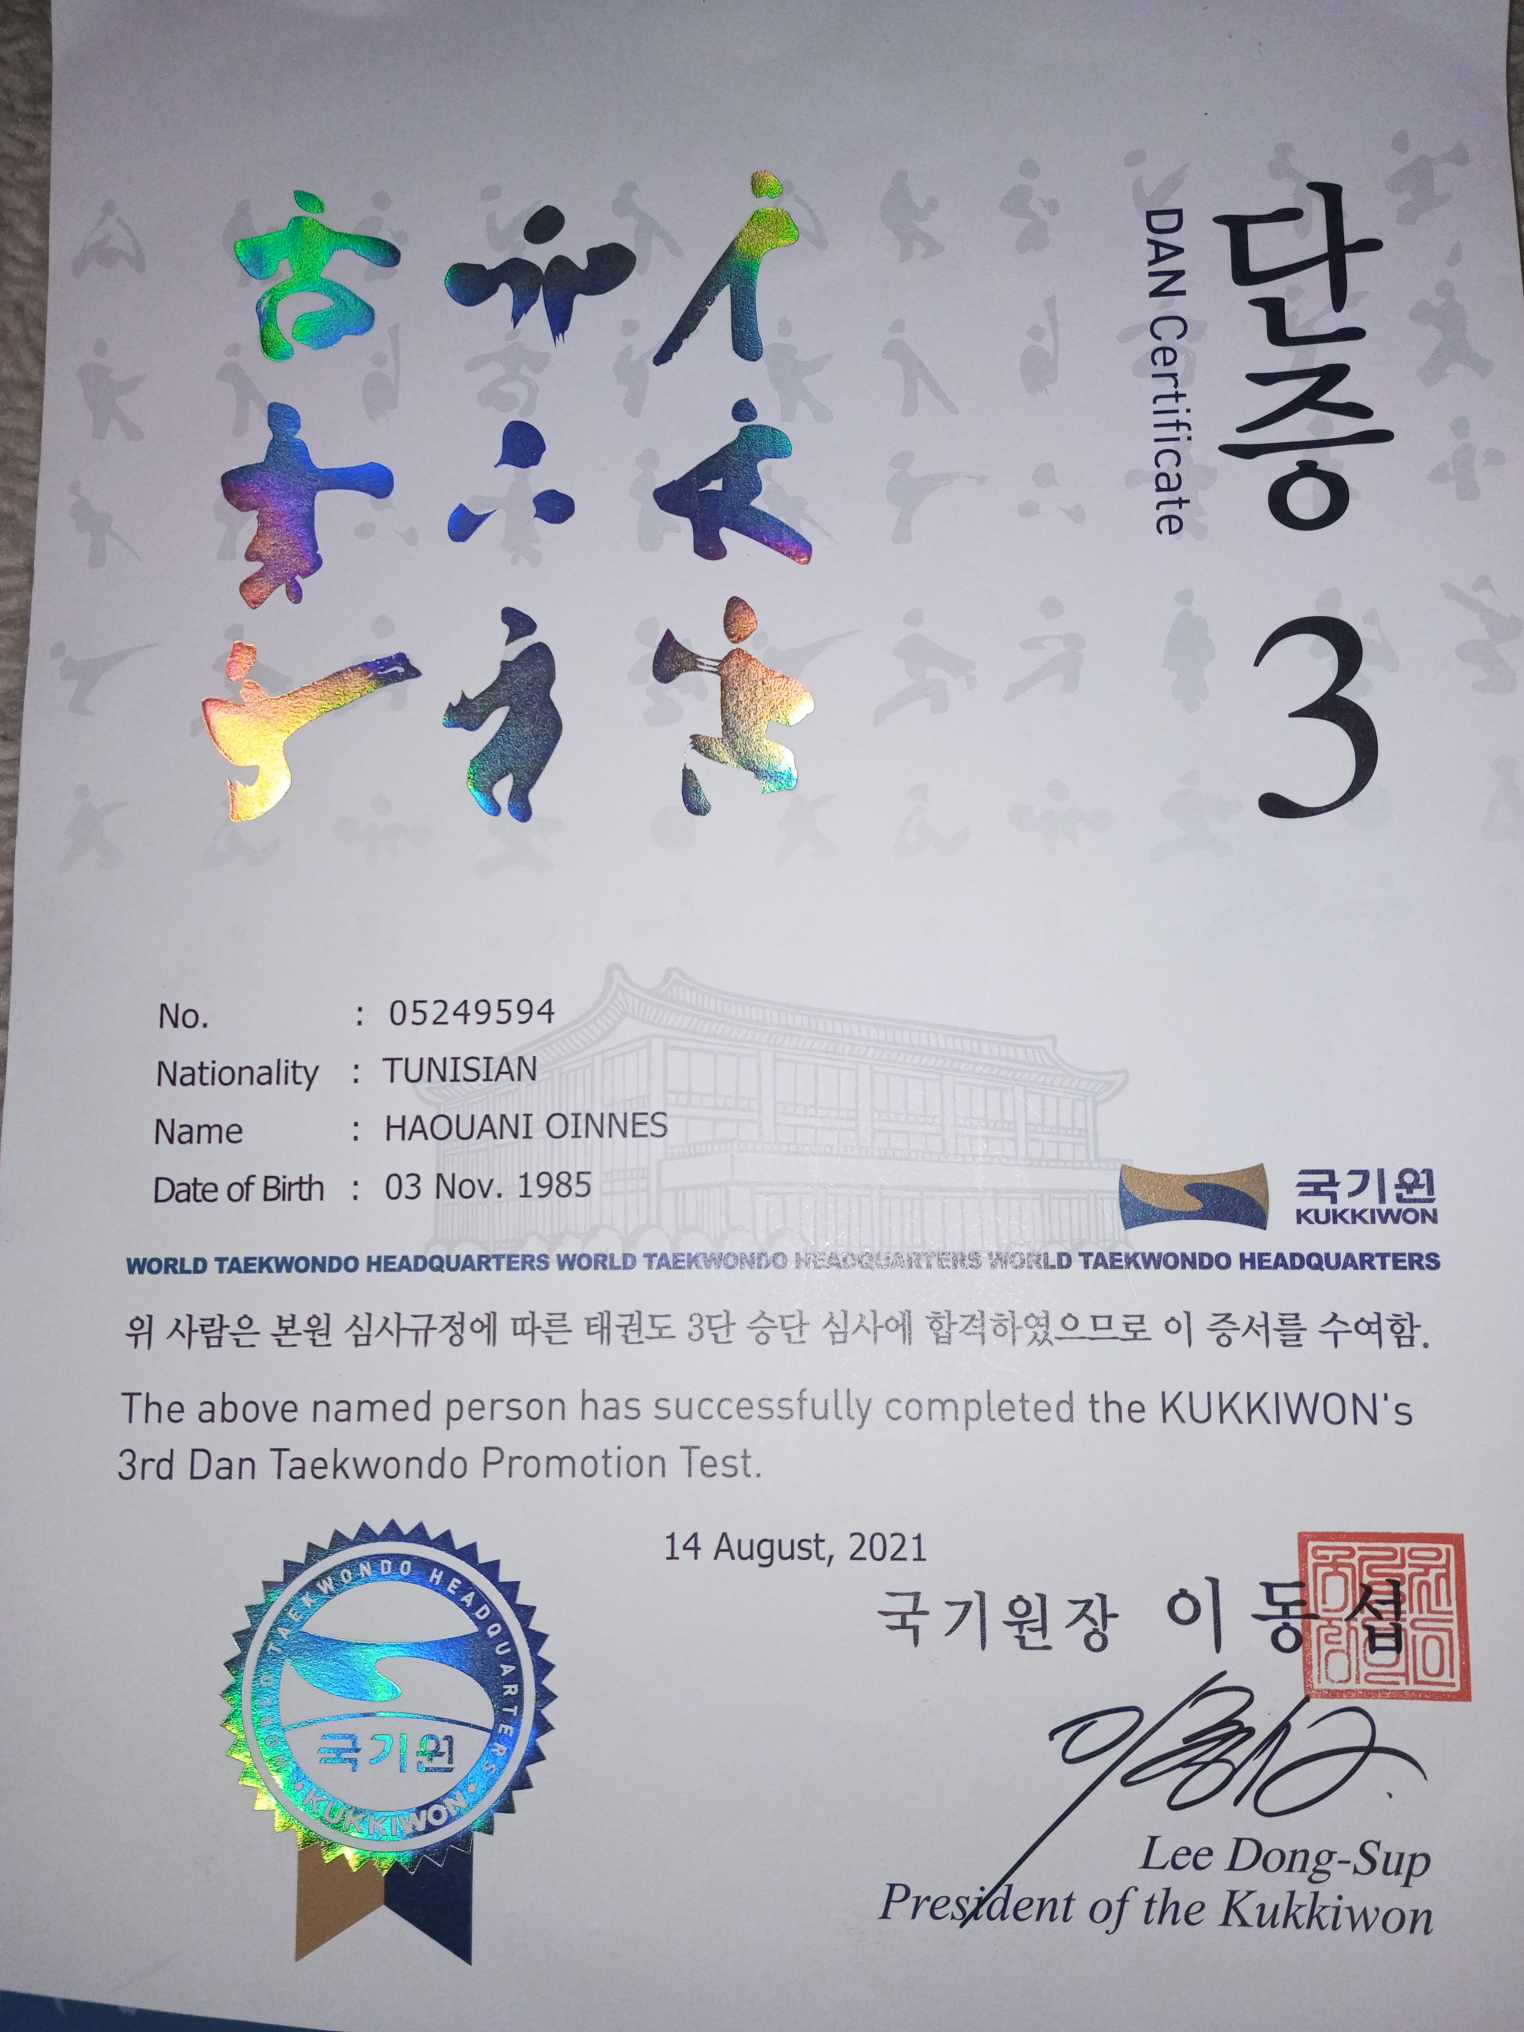 단증
DAN Certificate
3
No. : 05249594
Nationality : TUNISIAN
Name : HAOUANI OINNES
Date of Birth : 03 Nov. 1985
국기원
KUKKIWON
WORLD TAEKWONDO HEADQUARTERS WORLD TAEKWONDO HEADQUARTERS WORLD TAEKWONDO HEADQUARTERS
위 사람은 본원 심사규정에 따른 태권도 3단 승단 심사에 합격하였으므로 이 증서를 수여함.
The above named person has successfully completed the KUKKIWON's
3rd Dan Taekwondo Promotion Test.
14 August, 2021
국기원장 이동섭
WORLD TAEKWONDO HEADQUARTERS
국기원
KUKKIWON
Lee Dong-Sup
President of the Kukkiwon